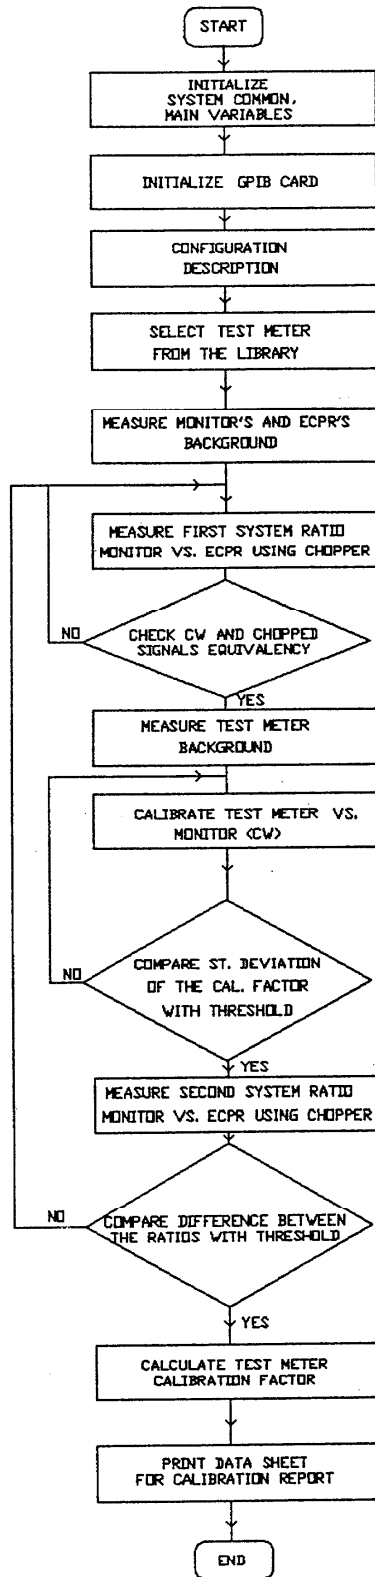 START
INITIALIZE
SYSTEM COMMON,
MAIN VARIABLES
INITIALIZE GPIB CARD
CONFIGURATION
DESCRIPTION
SELECT TEST METER
FROM THE LIBRARY
MEASURE MONITOR'S AND ECPR'S
BACKGROUND
MEASURE FIRST SYSTEM RATIO
MONITOR VS. ECPR USING CHOPPER
NO
CHECK CW AND CHOPPED
SIGNALS EQUIVALENCY
YES
MEASURE TEST METER
BACKGROUND
CALIBRATE TEST METER VS.
MONITOR (CW)
NO
COMPARE ST. DEVIATION
OF THE CAL. FACTOR
WITH THRESHOLD
YES
MEASURE SECOND SYSTEM RATIO
MONITOR VS. ECPR USING CHOPPER
NO
COMPARE DIFFERENCE BETWEEN
THE RATIOS WITH THRESHOLD
YES
CALCULATE TEST METER
CALIBRATION FACTOR
PRINT DATA SHEET
FOR CALIBRATION REPORT
END